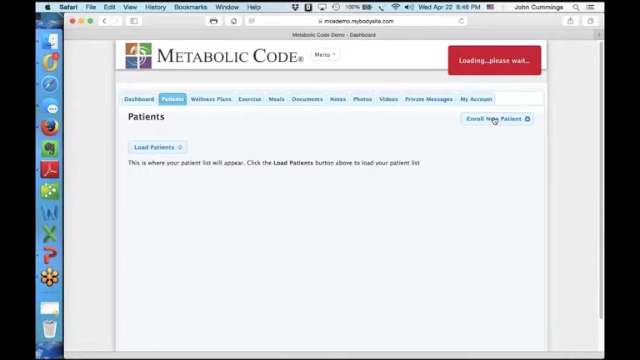 Safari File Edit View History Bookmarks Window Help 100% Wed Apr 22 8:46 PM John Cummings
mcedemo.mybodysite.com
Metabolic Code Demo - Dashboard
METABOLIC CODE®
Menu
Loading...please wait...
Dashboard Patients Wellness Plans Exercise Meals Documents Notes Photos Videos Private Messages My Account
Patients
Enroll New Patient
Load Patients
This is where your patient list will appear. Click the Load Patients button above to load your patient list